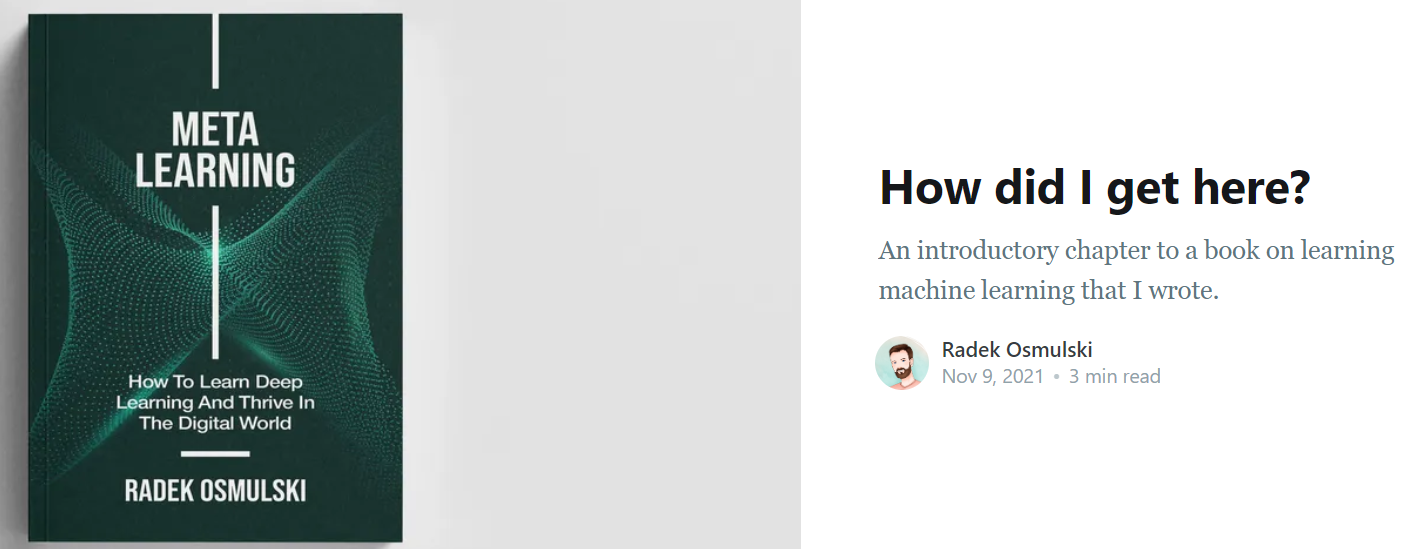 META
LEARNING
How To Learn Deep
Learning And Thrive In
The Digital World
RADEK OSMULSKI
How did I get here?
An introductory chapter to a book on learning
machine learning that I wrote.
Radek Osmulski
Nov 9, 2021 • 3 min read